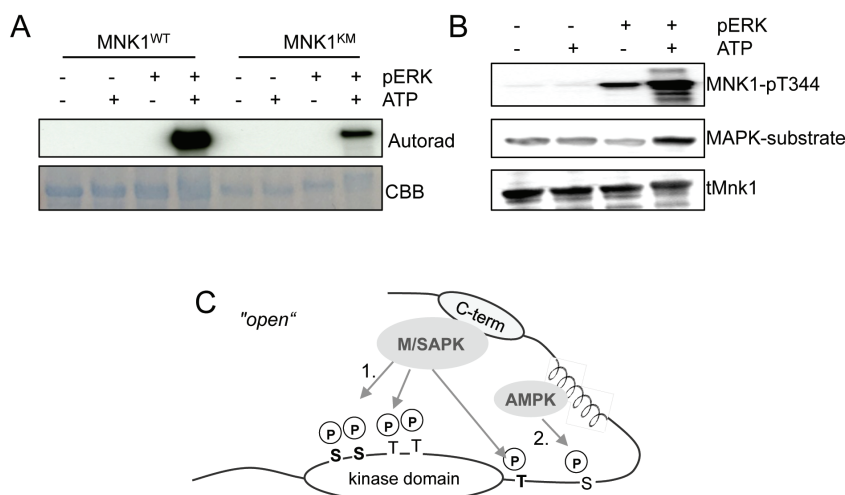 A
MNK1WT MNK1KM
- - + + - - + + pERK
- + - + - + - + ATP
Autorad
CBB
B
- - + + pERK
- + - + ATP
MNK1-pT344
MAPK-substrate
tMnk1
C
"open“
C-term
M/SAPK
1.
AMPK
2.
P P P P
S S T T
P P
T S
kinase domain